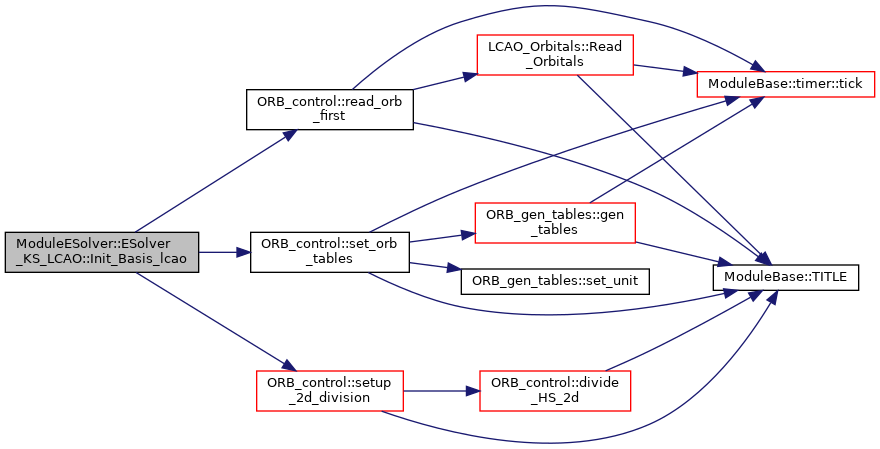 LCAO_Orbitals::Read
_Orbitals
ModuleBase::timer::tick
ORB_control::read_orb
_first
ORB_gen_tables::gen
_tables
ModuleESolver::ESolver
_KS_LCAO::Init_Basis_lcao
ORB_control::set_orb
_tables
ORB_gen_tables::set_unit
ModuleBase::TITLE
ORB_control::setup
_2d_division
ORB_control::divide
_HS_2d